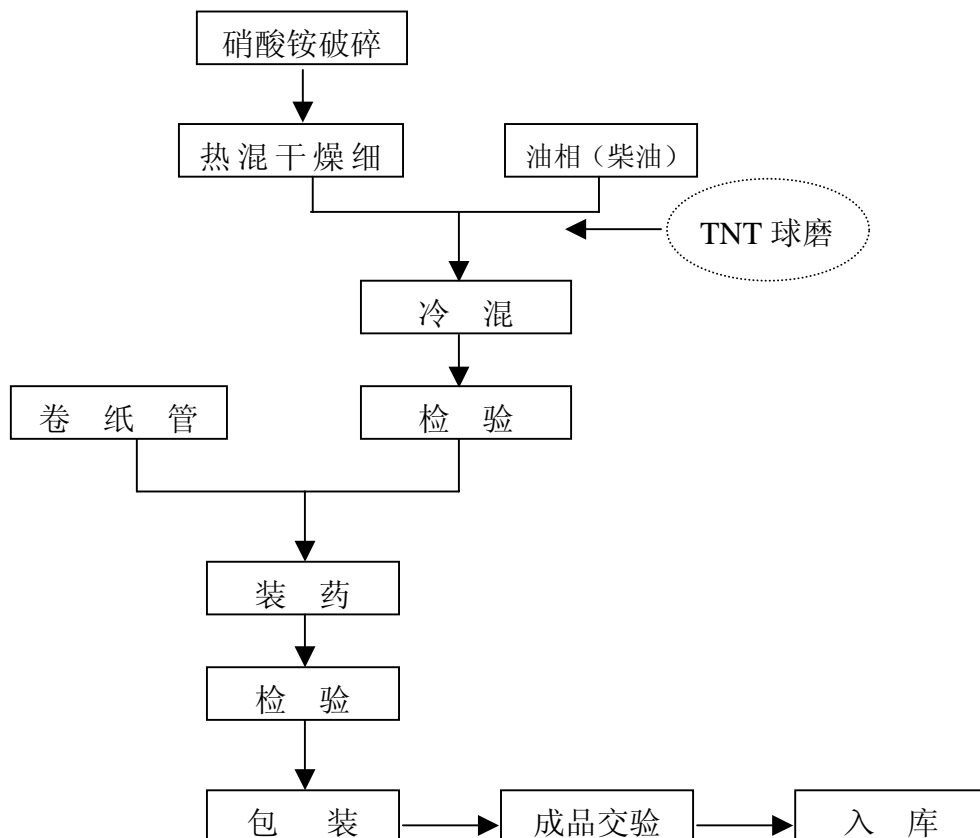 硝酸铵破碎
热混干燥细
油相（柴油）
TNT 球磨
冷 混
卷 纸 管
检 验
装 药
检 验
包 装
成品交验
入 库